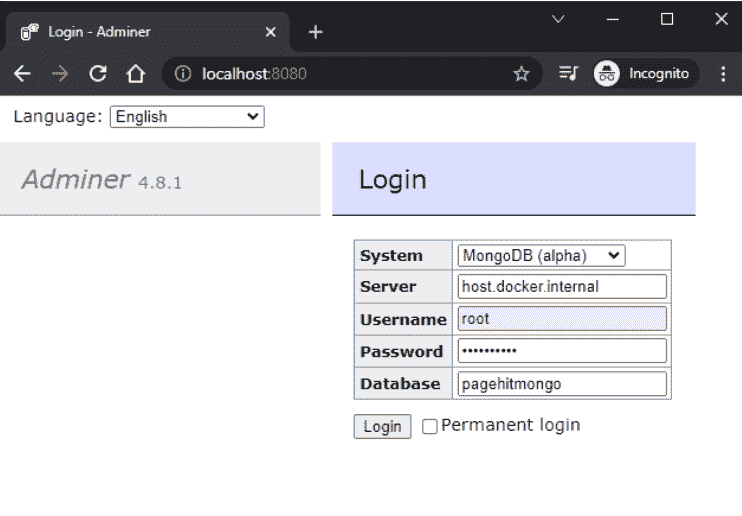 Login - Adminer
localhost:8080
Incognito
Language: English
Adminer 4.8.1
Login
System MongoDB (alpha)
Server host.docker.internal
Username root
Password ••••••••••
Database pagehitmongo
Login Permanent login